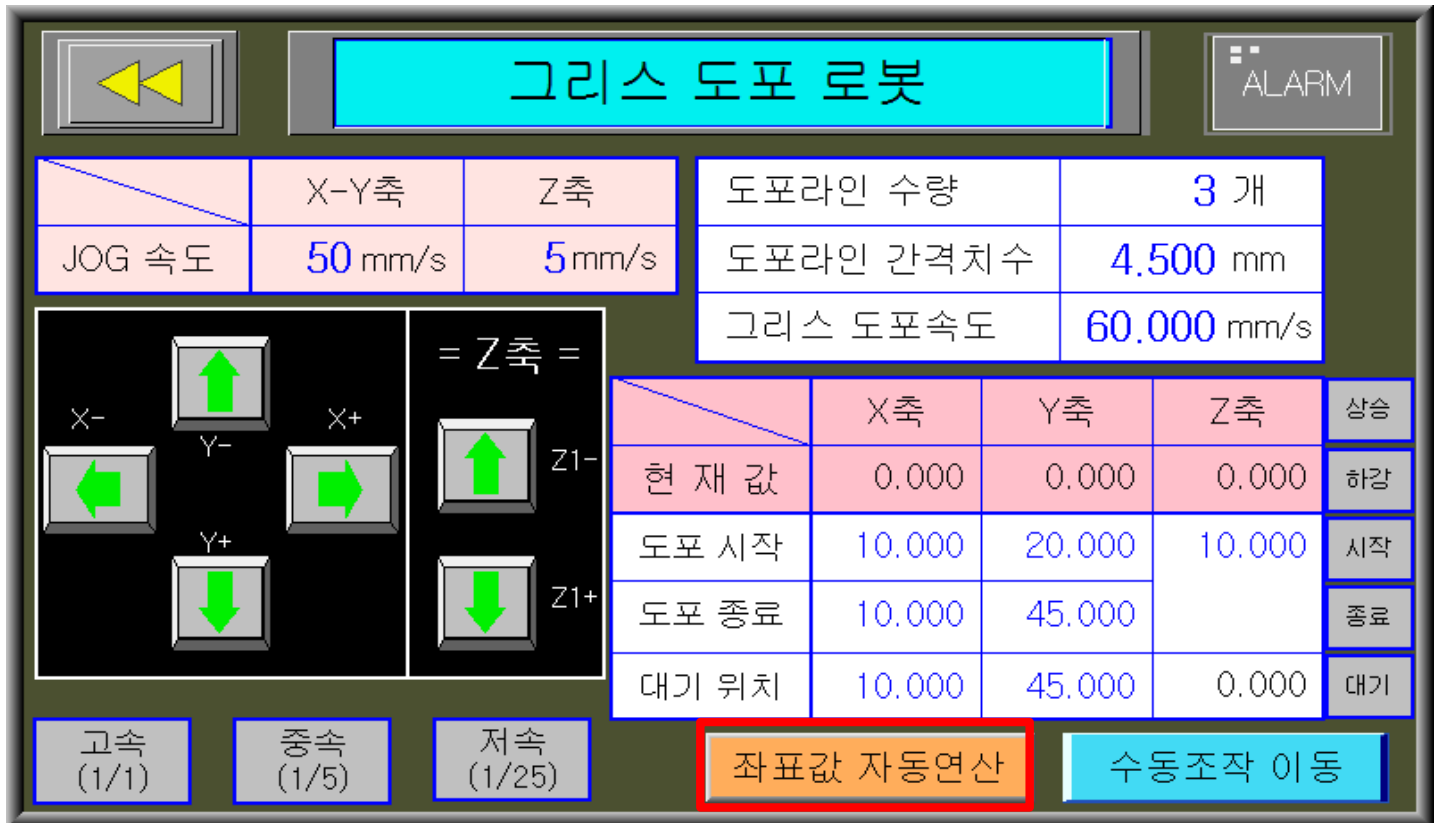 그리스 도포 로봇
ALARM
X-Y축 Z축
JOG 속도 50 mm/s 5 mm/s
도포라인 수량 3 개
도포라인 간격치수 4.500 mm
그리스 도포속도 60.000 mm/s
= Z축 =
X-
Y-
X+
Y+
Z1-
Z1+
X축 Y축 Z축 상승
현 재 값 0.000 0.000 0.000 하강
도포 시작 10.000 20.000 10.000 시작
도포 종료 10.000 45.000 종료
대기 위치 10.000 45.000 0.000 대기
고속
(1/1)
중속
(1/5)
저속
(1/25)
좌표값 자동연산
수동조작 이동